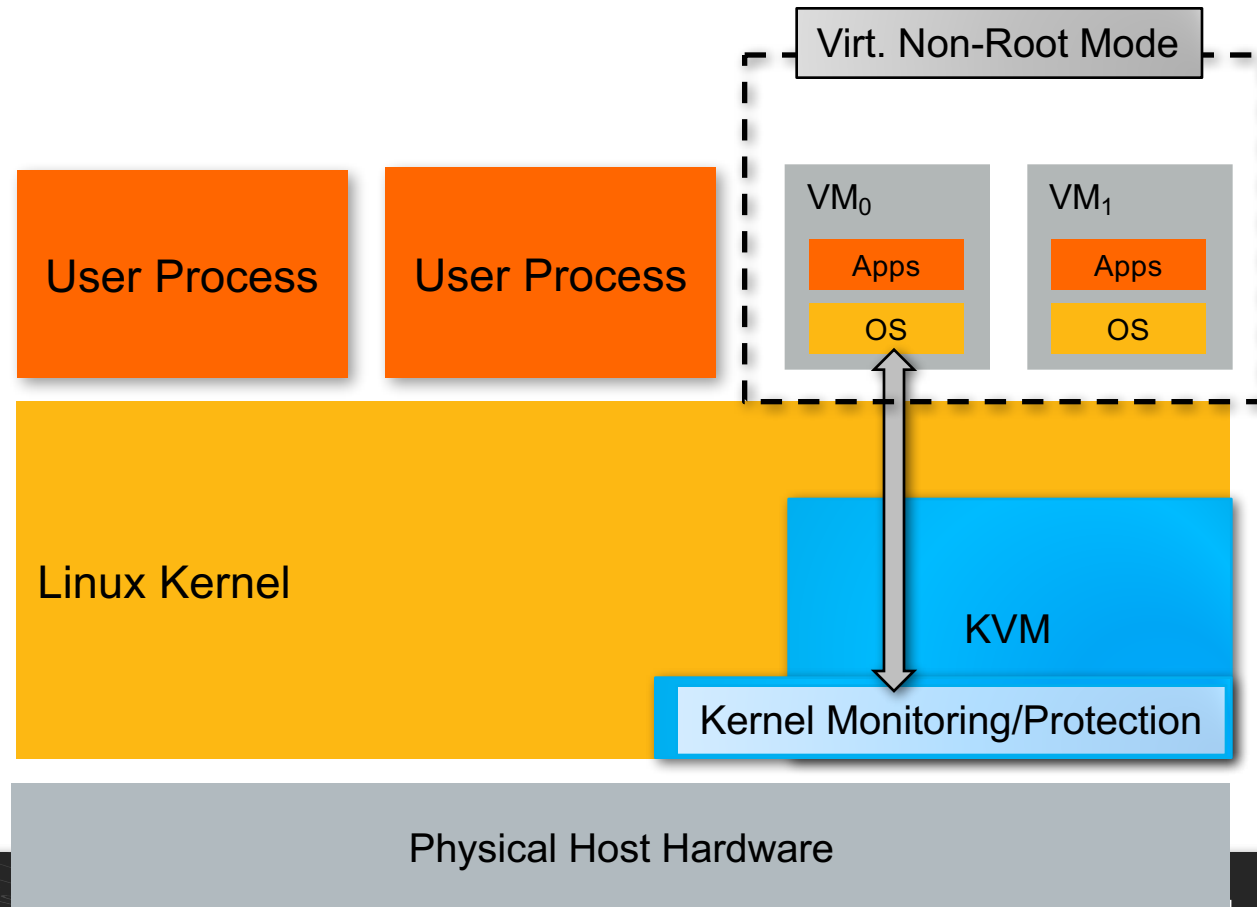 Virt. Non-Root Mode
VM₀
VM₁
User Process
User Process
Apps
Apps
OS
OS
Linux Kernel
KVM
Kernel Monitoring/Protection
Physical Host Hardware